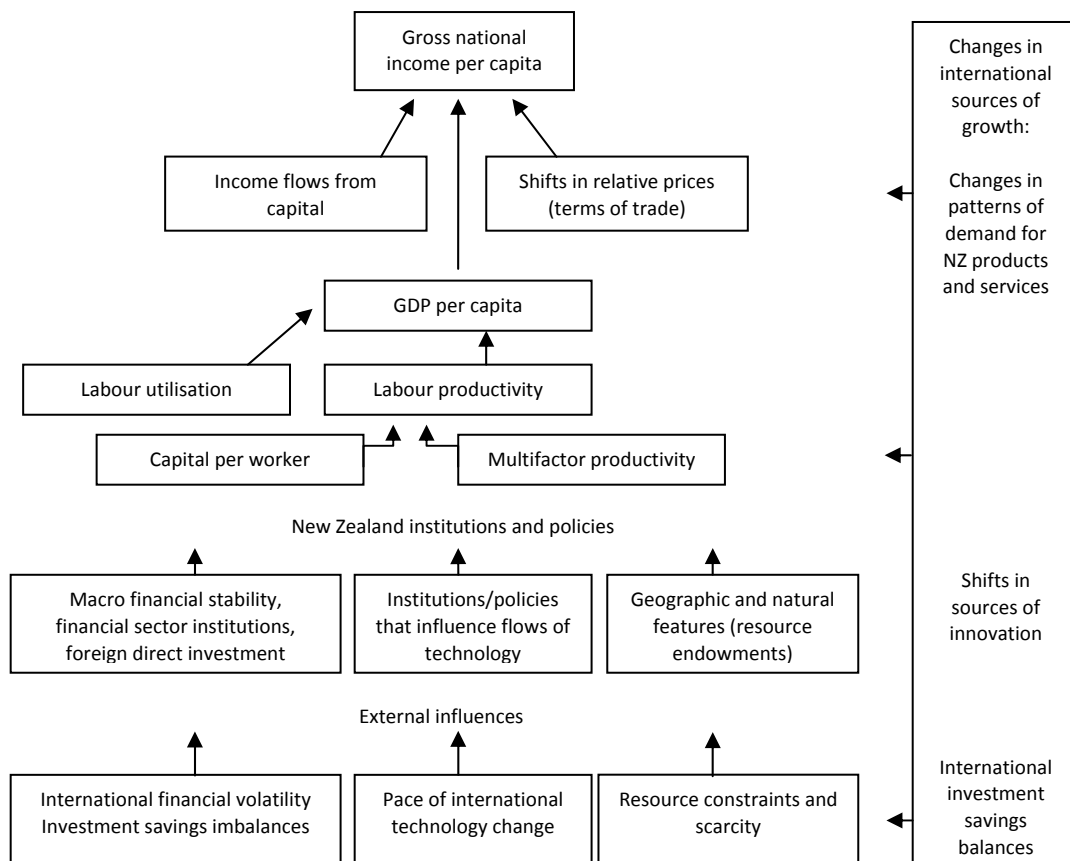 Gross national
income per capita
Income flows from
capital
Shifts in relative prices
(terms of trade)
GDP per capita
Labour utilisation
Labour productivity
Capital per worker
Multifactor productivity
New Zealand institutions and policies
Macro financial stability,
financial sector institutions,
foreign direct investment
Institutions/policies
that influence flows of
technology
Geographic and natural
features (resource
endowments)
External influences
International financial volatility
Investment savings imbalances
Pace of international
technology change
Resource constraints and
scarcity
Changes in
international
sources of
growth:
Changes in
patterns of
demand for
NZ products
and services
Shifts in
sources of
innovation
International
investment
savings
balances